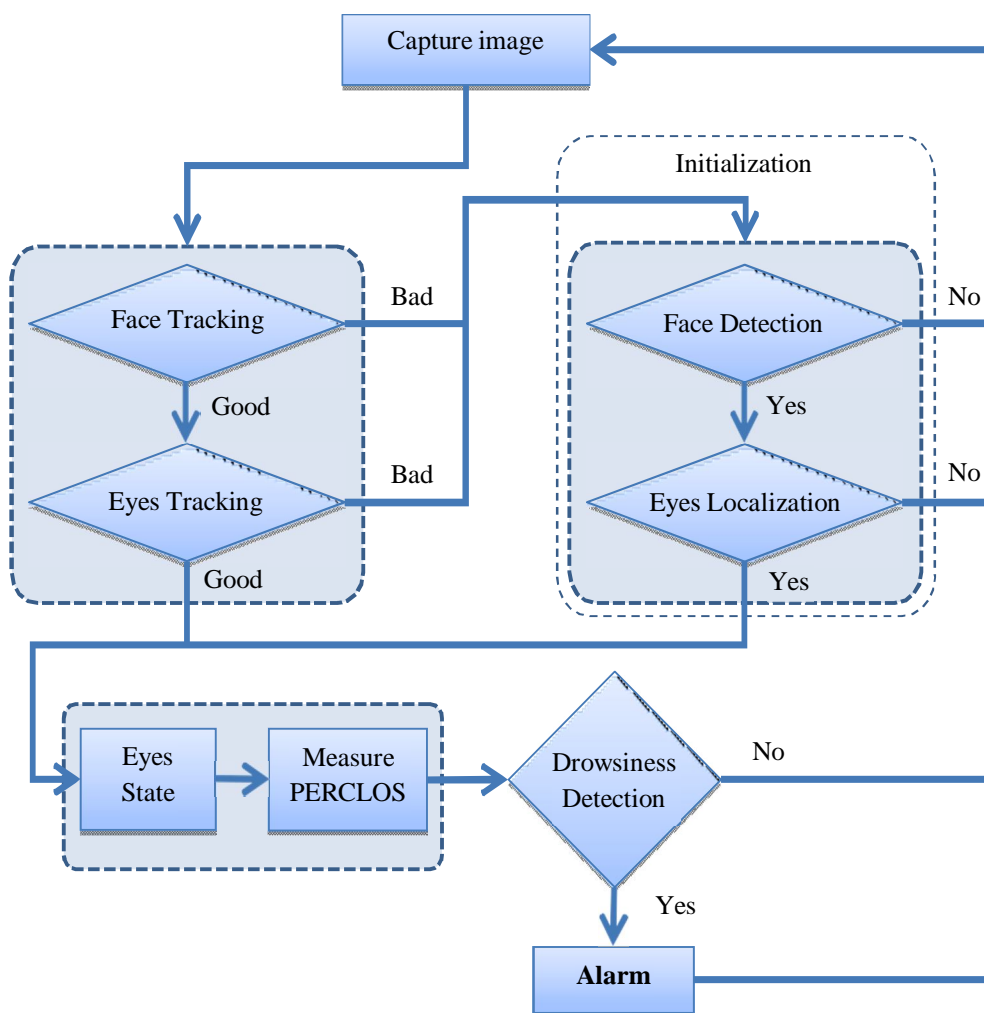 Capture image
Initialization
Face Tracking
Bad
Good
Eyes Tracking
Bad
Good
Face Detection
No
Yes
Eyes Localization
No
Yes
Eyes
State
Measure
PERCLOS
Drowsiness
Detection
No
Yes
Alarm